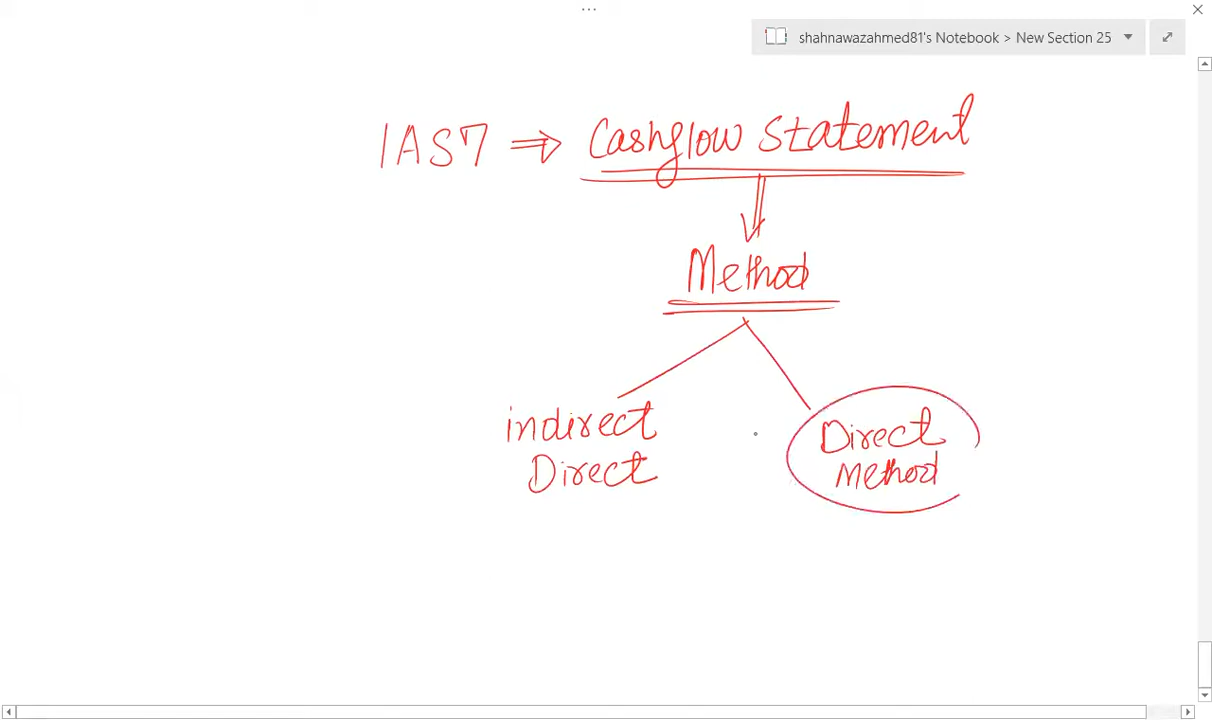 shahnawazahmed81's Notebook > New Section 25
IAS7 ⇒ Cashflow Statement
Method
indirect
Direct
Direct
Method